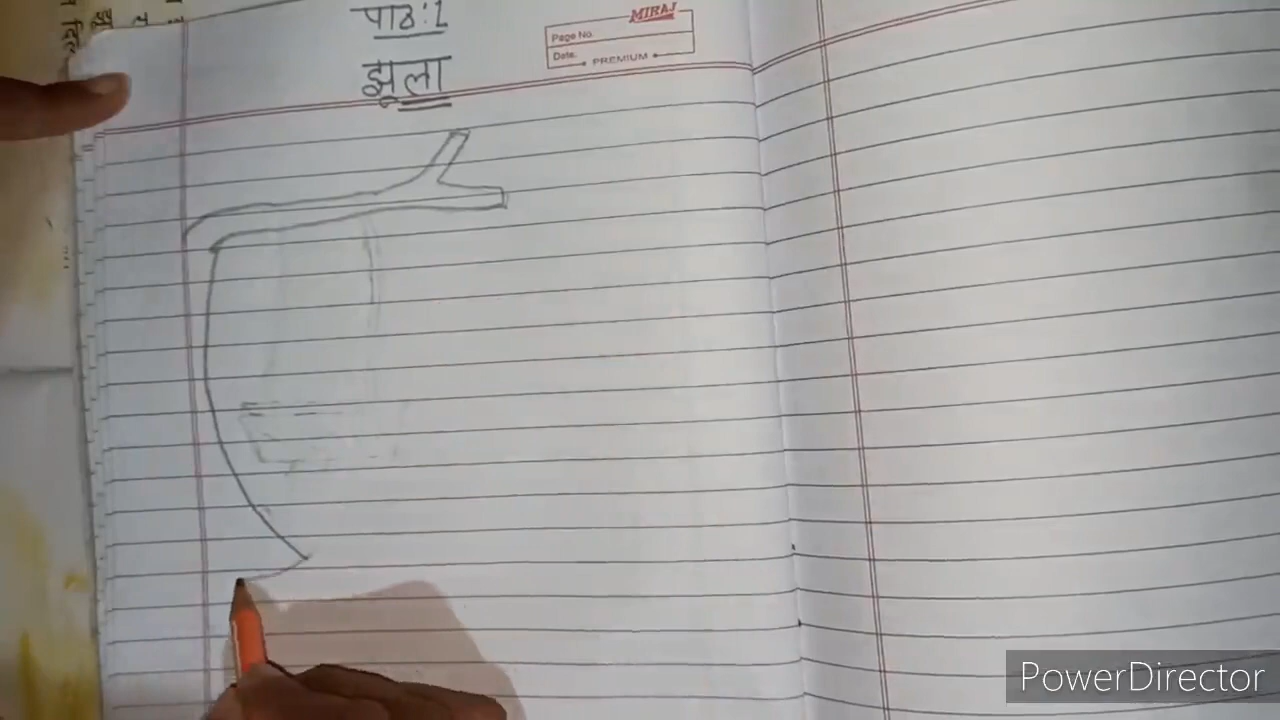 पाठ:1
MIRAJ
Page No.
Date:
PREMIUM
झूला
PowerDirector